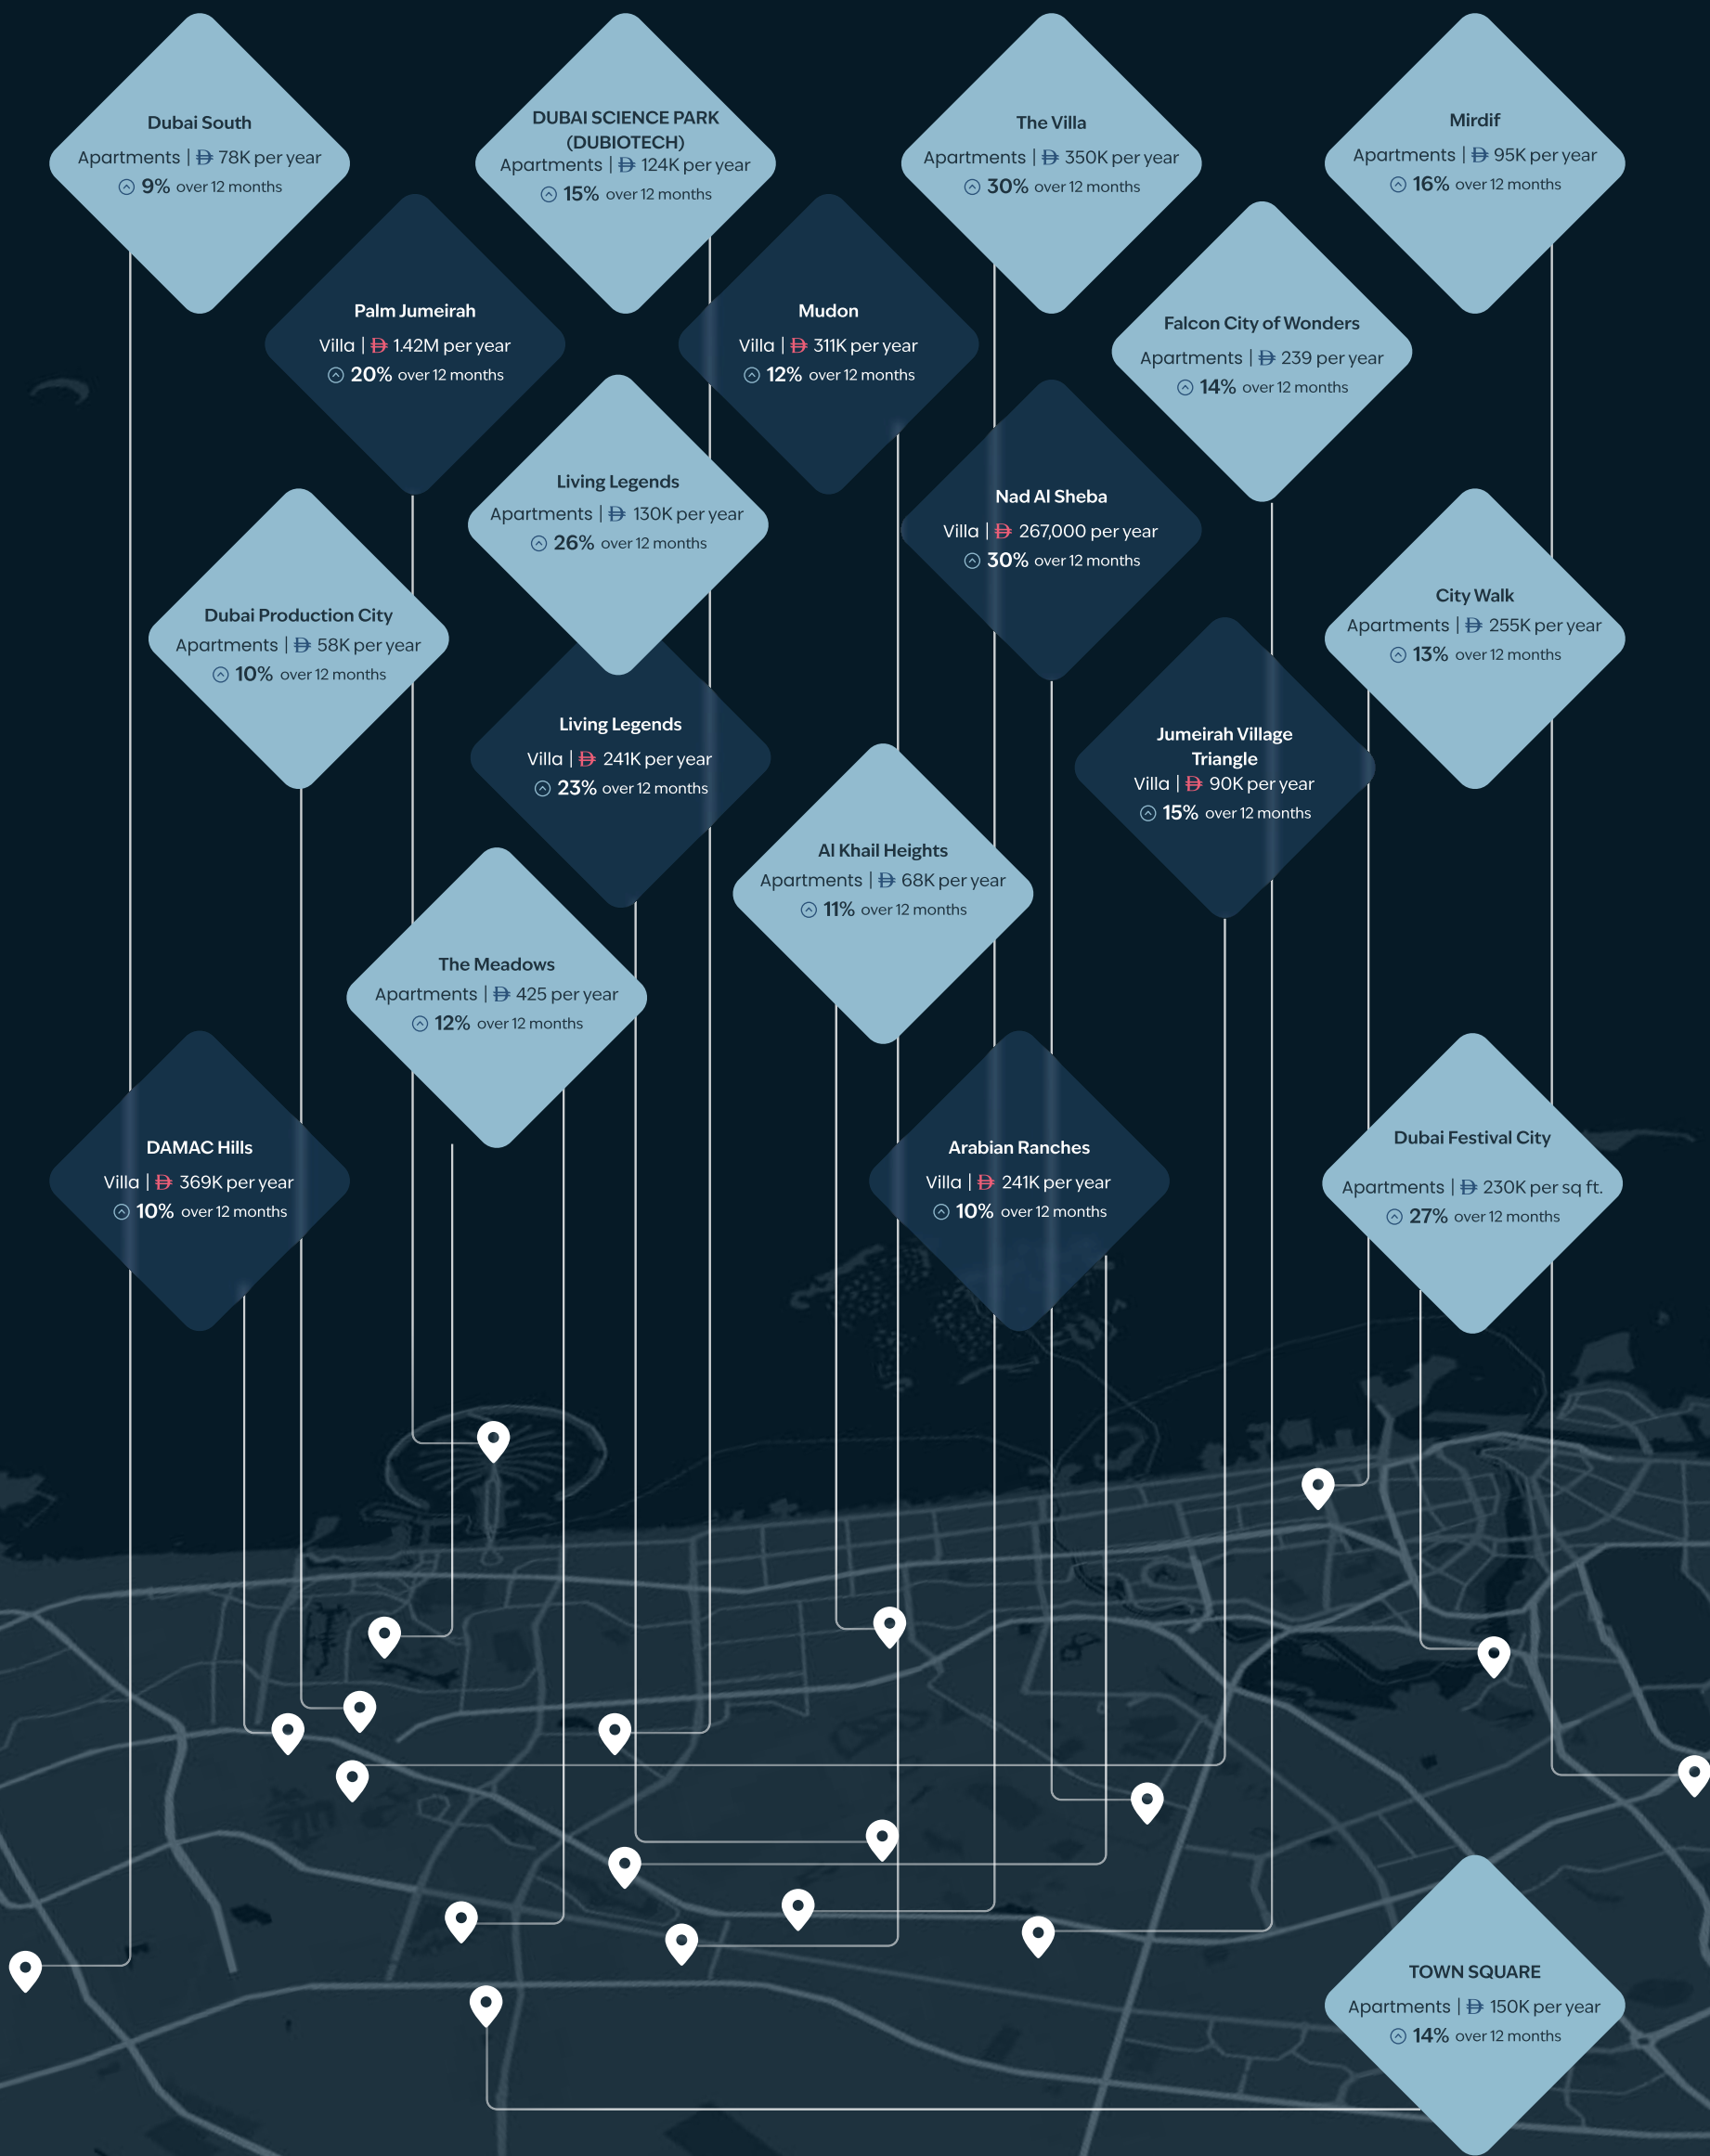 Dubai South
Apartments | 78K per year
9% over 12 months
DUBAI SCIENCE PARK
(DUBIOTECH)
Apartments | 124K per year
15% over 12 months
The Villa
Apartments | 350K per year
30% over 12 months
Mirdif
Apartments | 95K per year
16% over 12 months
Palm Jumeirah
Villa | 1.42M per year
20% over 12 months
Mudon
Villa | 311K per year
12% over 12 months
Falcon City of Wonders
Apartments | 239 per year
14% over 12 months
Living Legends
Apartments | 130K per year
26% over 12 months
Nad Al Sheba
Villa | 267,000 per year
30% over 12 months
Dubai Production City
Apartments | 58K per year
10% over 12 months
City Walk
Apartments | 255K per year
13% over 12 months
Living Legends
Villa | 241K per year
23% over 12 months
Jumeirah Village
Triangle
Villa | 90K per year
15% over 12 months
Al Khail Heights
Apartments | 68K per year
11% over 12 months
The Meadows
Apartments | 425 per year
12% over 12 months
DAMAC Hills
Villa | 369K per year
10% over 12 months
Arabian Ranches
Villa | 241K per year
10% over 12 months
Dubai Festival City
Apartments | 230K per sq ft.
27% over 12 months
TOWN SQUARE
Apartments | 150K per year
14% over 12 months